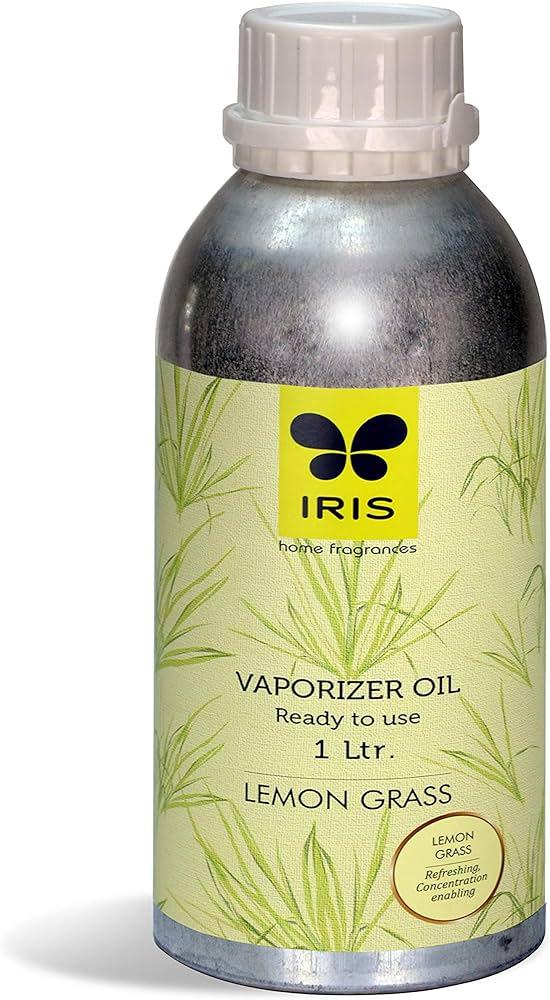 IRIS
home fragrances
VAPORIZER OIL
Ready to use
1 Ltr.
LEMON GRASS
LEMON
GRASS
Refreshing,
Concentration
enabling